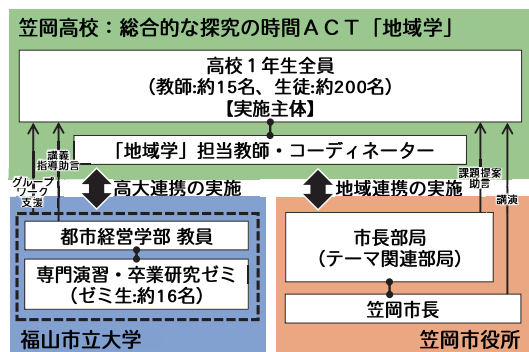 笠岡高校：総合的な探究の時間ＡＣＴ「地域学」
高校１年生全員
（教師:約15名、生徒:約200名）
【実施主体】
「地域学」担当教師・コーディネーター
グループ
ワーク
支援
講義
指導助言
高大連携の実施
地域連携の実施
課題提案
助言
講演
都市経営学部 教員
専門演習・卒業研究ゼミ
（ゼミ生:約16名）
福山市立大学
市長部局
（テーマ関連部局）
笠岡市長
笠岡市役所